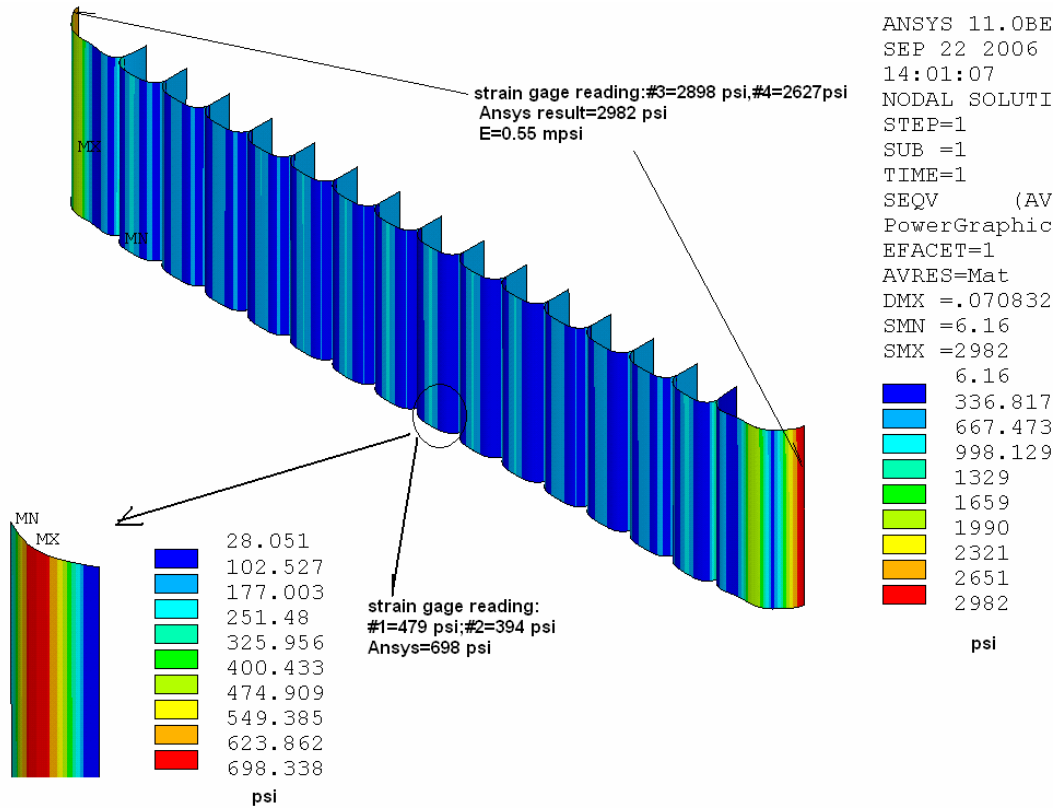 ANSYS 11.0BE
SEP 22 2006
14:01:07
NODAL SOLUTI
STEP=1
SUB =1
TIME=1
SEQV (AV
PowerGraphic
EFACET=1
AVRES=Mat
DMX =.070832
SMN =6.16
SMX =2982
6.16
336.817
667.473
998.129
1329
1659
1990
2321
2651
2982
psi
strain gage reading:#3=2898 psi,#4=2627psi
Ansys result=2982 psi
E=0.55 mpsi
MX
MN
MN
MX
28.051
102.527
177.003
251.48
325.956
400.433
474.909
549.385
623.862
698.338
psi
strain gage reading:
#1=479 psi;#2=394 psi
Ansys=698 psi